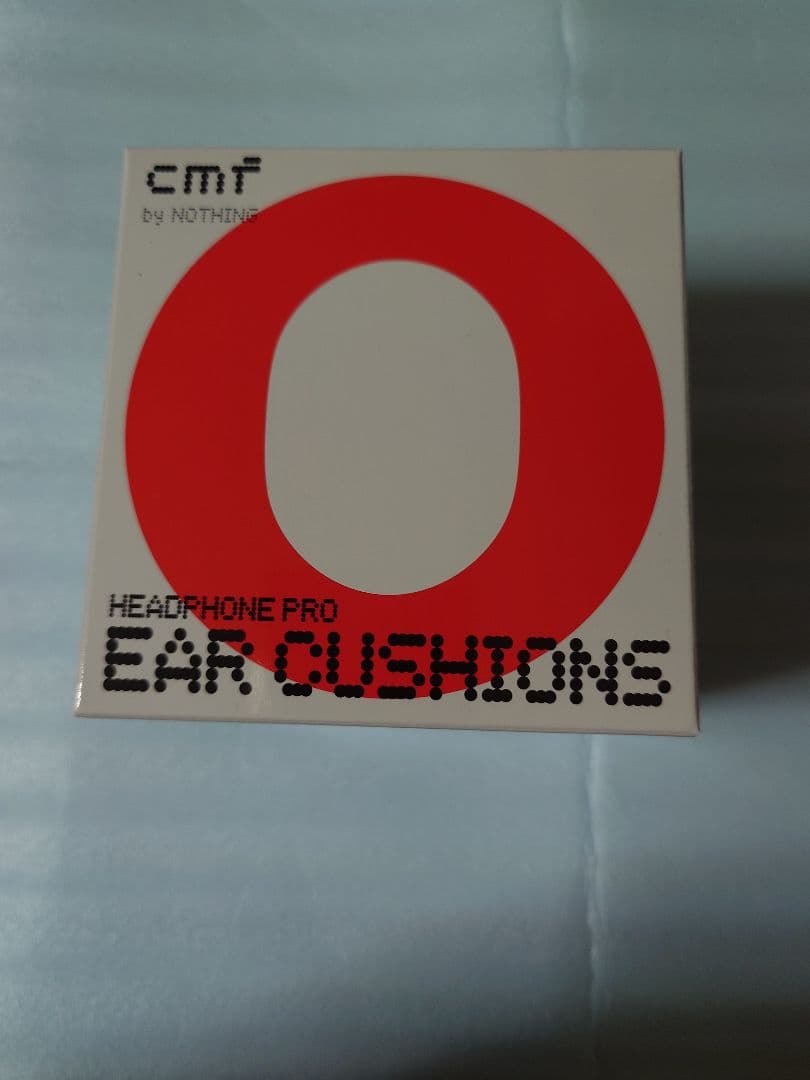 cmf
by NOTHING
HEADPHONE PRO
EAR CUSHIONS